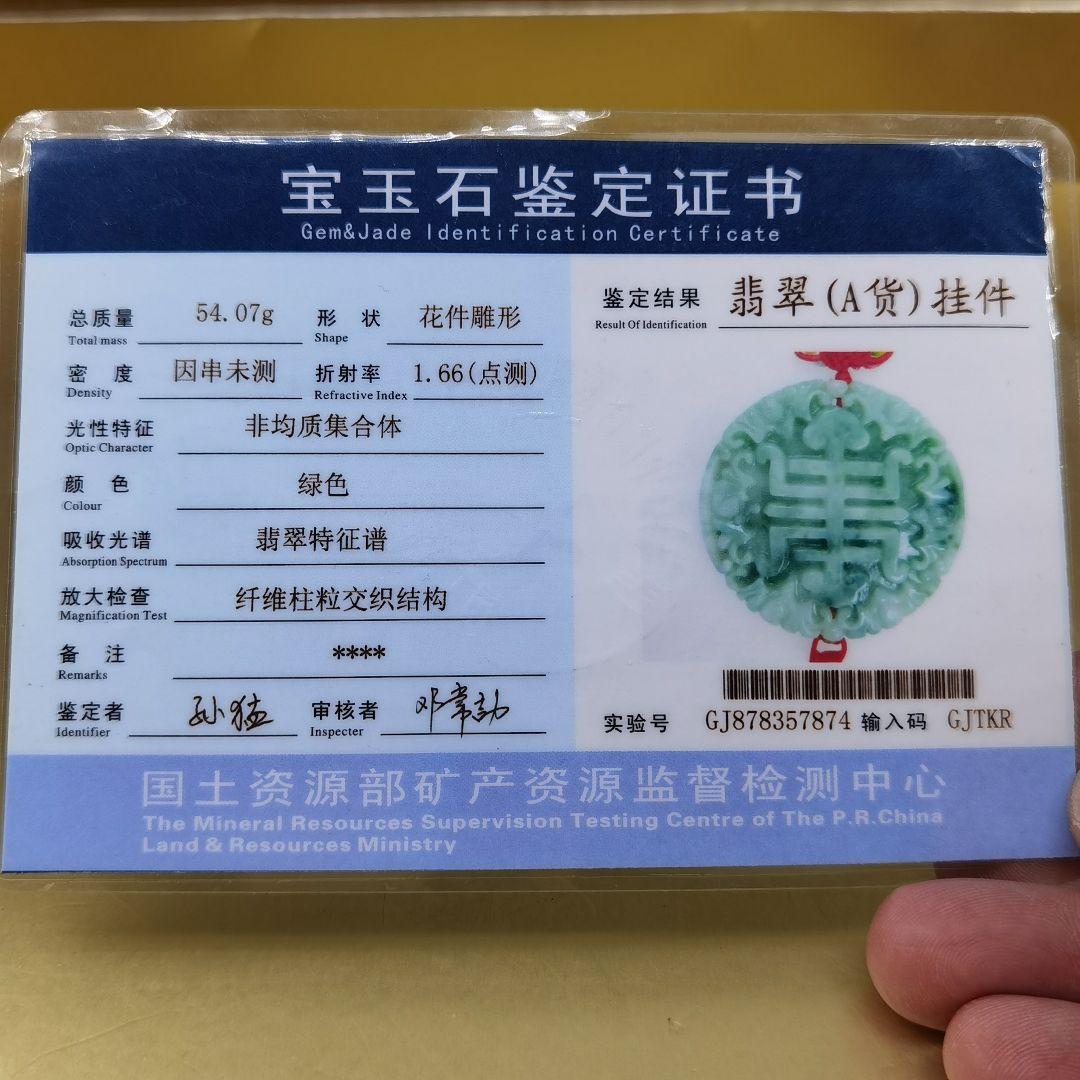 宝玉石鉴定证书
Gem&Jade Identification Certificate
总质量 54.07g 形 状 花件雕形
Total mass Shape
密 度 因串未测 折射率 1.66(点测)
Density Refractive Index
光性特征 非均质集合体
Optic Character
颜 色 绿色
Colour
吸收光谱 翡翠特征谱
Absorption Spectrum
放大检查 纤维柱粒交织结构
Magnification Test
备 注 ****
Remarks
鉴定者 孙猛 审核者 邓常劼
Identifier Inspecter
鉴定结果 翡翠(A货)挂件
Result Of Identification
实验号 GJ878357874 输入码 GJTKR
国土资源部矿产资源监督检测中心
The Mineral Resources Supervision Testing Centre of The P.R.China
Land & Resources Ministry